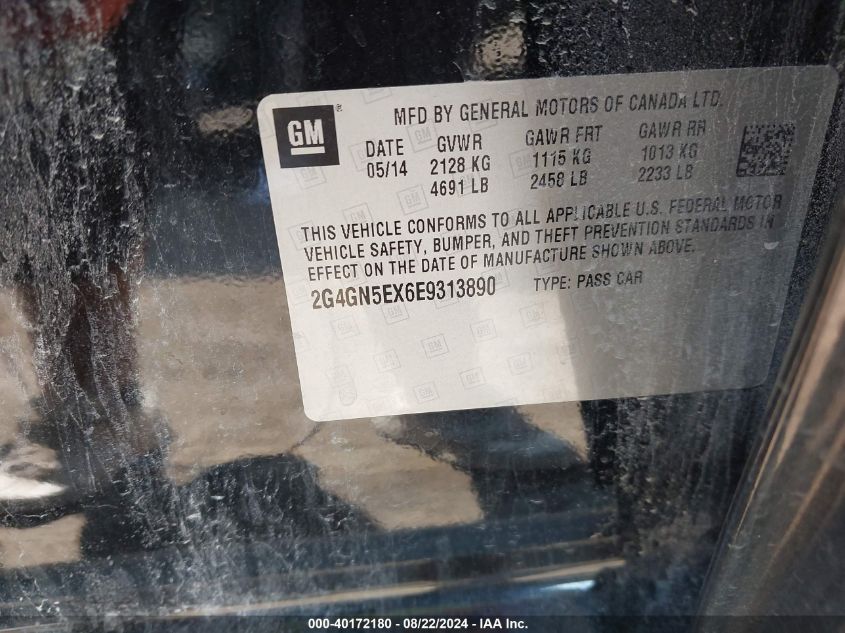 GM ®
MFD BY GENERAL MOTORS OF CANADA LTD.
DATE GVWR GAWR FRT GAWR RR
05/14 2128 KG 1115 KG 1013 KG
4691 LB 2458 LB 2233 LB
THIS VEHICLE CONFORMS TO ALL APPLICABLE U.S. FEDERAL MOTOR
VEHICLE SAFETY, BUMPER, AND THEFT PREVENTION STANDARDS IN
EFFECT ON THE DATE OF MANUFACTURE SHOWN ABOVE.
2G4GN5EX6E9313890 TYPE: PASS CAR
000-40172180 - 08/22/2024 - IAA Inc.